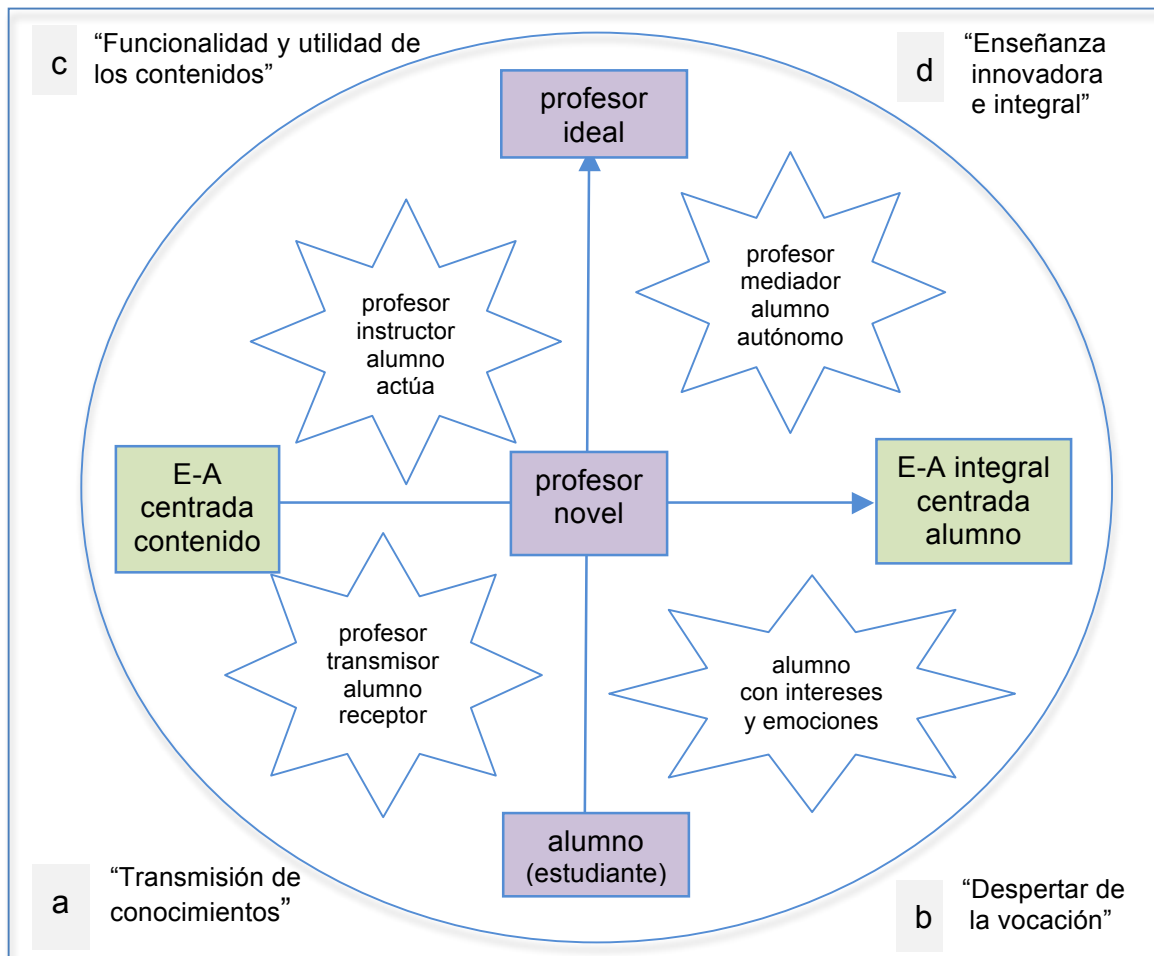 c
“Funcionalidad y utilidad de
los contenidos”
d
“Enseñanza
innovadora
e integral”
profesor
ideal
profesor
mediador
alumno
autónomo
profesor
instructor
alumno
actúa
E-A
centrada
contenido
profesor
novel
E-A integral
centrada
alumno
profesor
transmisor
alumno
receptor
alumno
con intereses
y emociones
alumno
(estudiante)
a
“Transmisión de
conocimientos”
b
“Despertar de
la vocación”